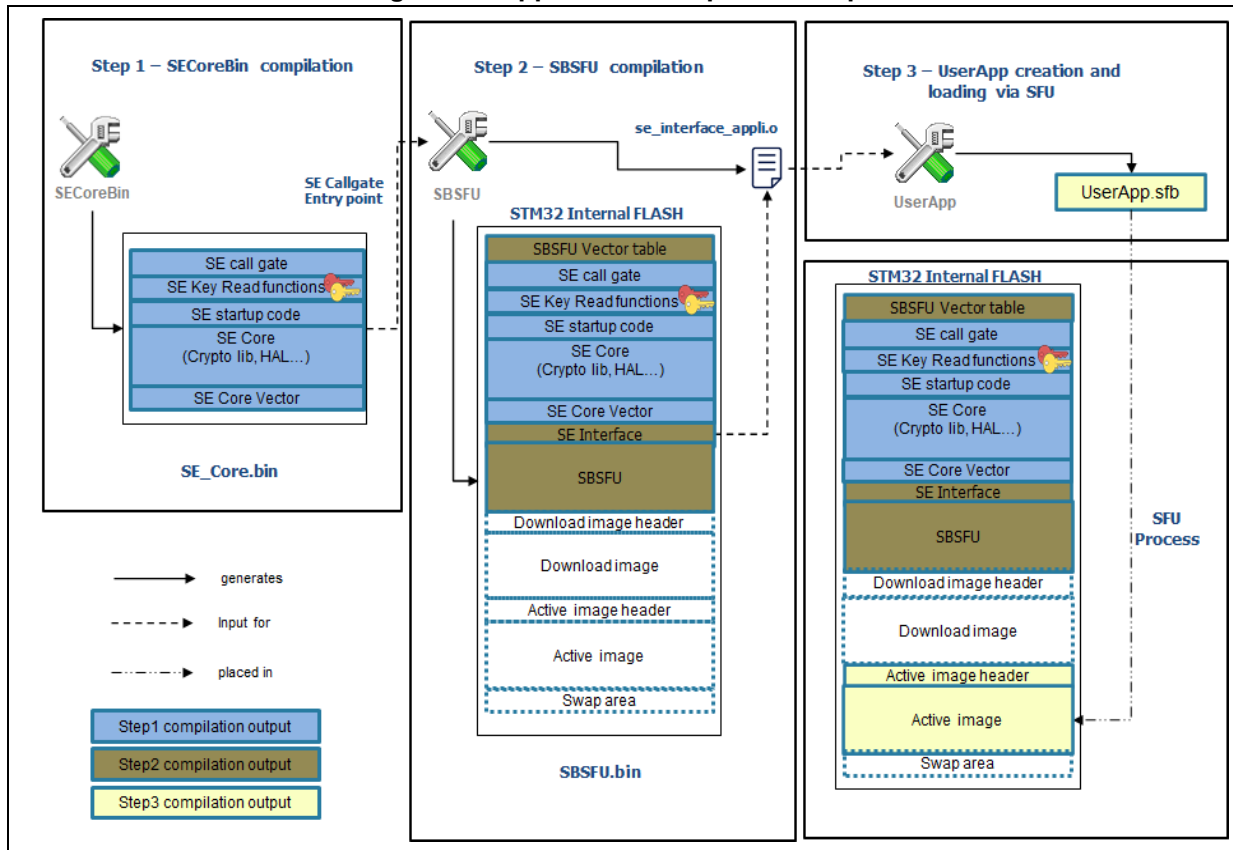 Step 1 – SECoreBin compilation
SECoreBin
SE Callgate
Entry point
SE call gate
SE Key Read functions
SE startup code
SE Core
(Crypto lib, HAL...)
SE Core Vector
SE_Core.bin
generates
Input for
placed in
Step1 compilation output
Step2 compilation output
Step3 compilation output
Step 2 – SBSFU compilation
se_interface_appli.o
SBSFU
STM32 Internal FLASH
SBSFU Vector table
SE call gate
SE Key Read functions
SE startup code
SE Core
(Crypto lib, HAL...)
SE Core Vector
SE Interface
SBSFU
Download image header
Download image
Active image header
Active image
Swap area
SBSFU.bin
Step 3 – UserApp creation and
loading via SFU
UserApp
UserApp.sfb
STM32 Internal FLASH
SBSFU Vector table
SE call gate
SE Key Read functions
SE startup code
SE Core
(Crypto lib, HAL...)
SE Core Vector
SE Interface
SBSFU
Download image header
Download image
Active image header
Active image
Swap area
SFU
Process